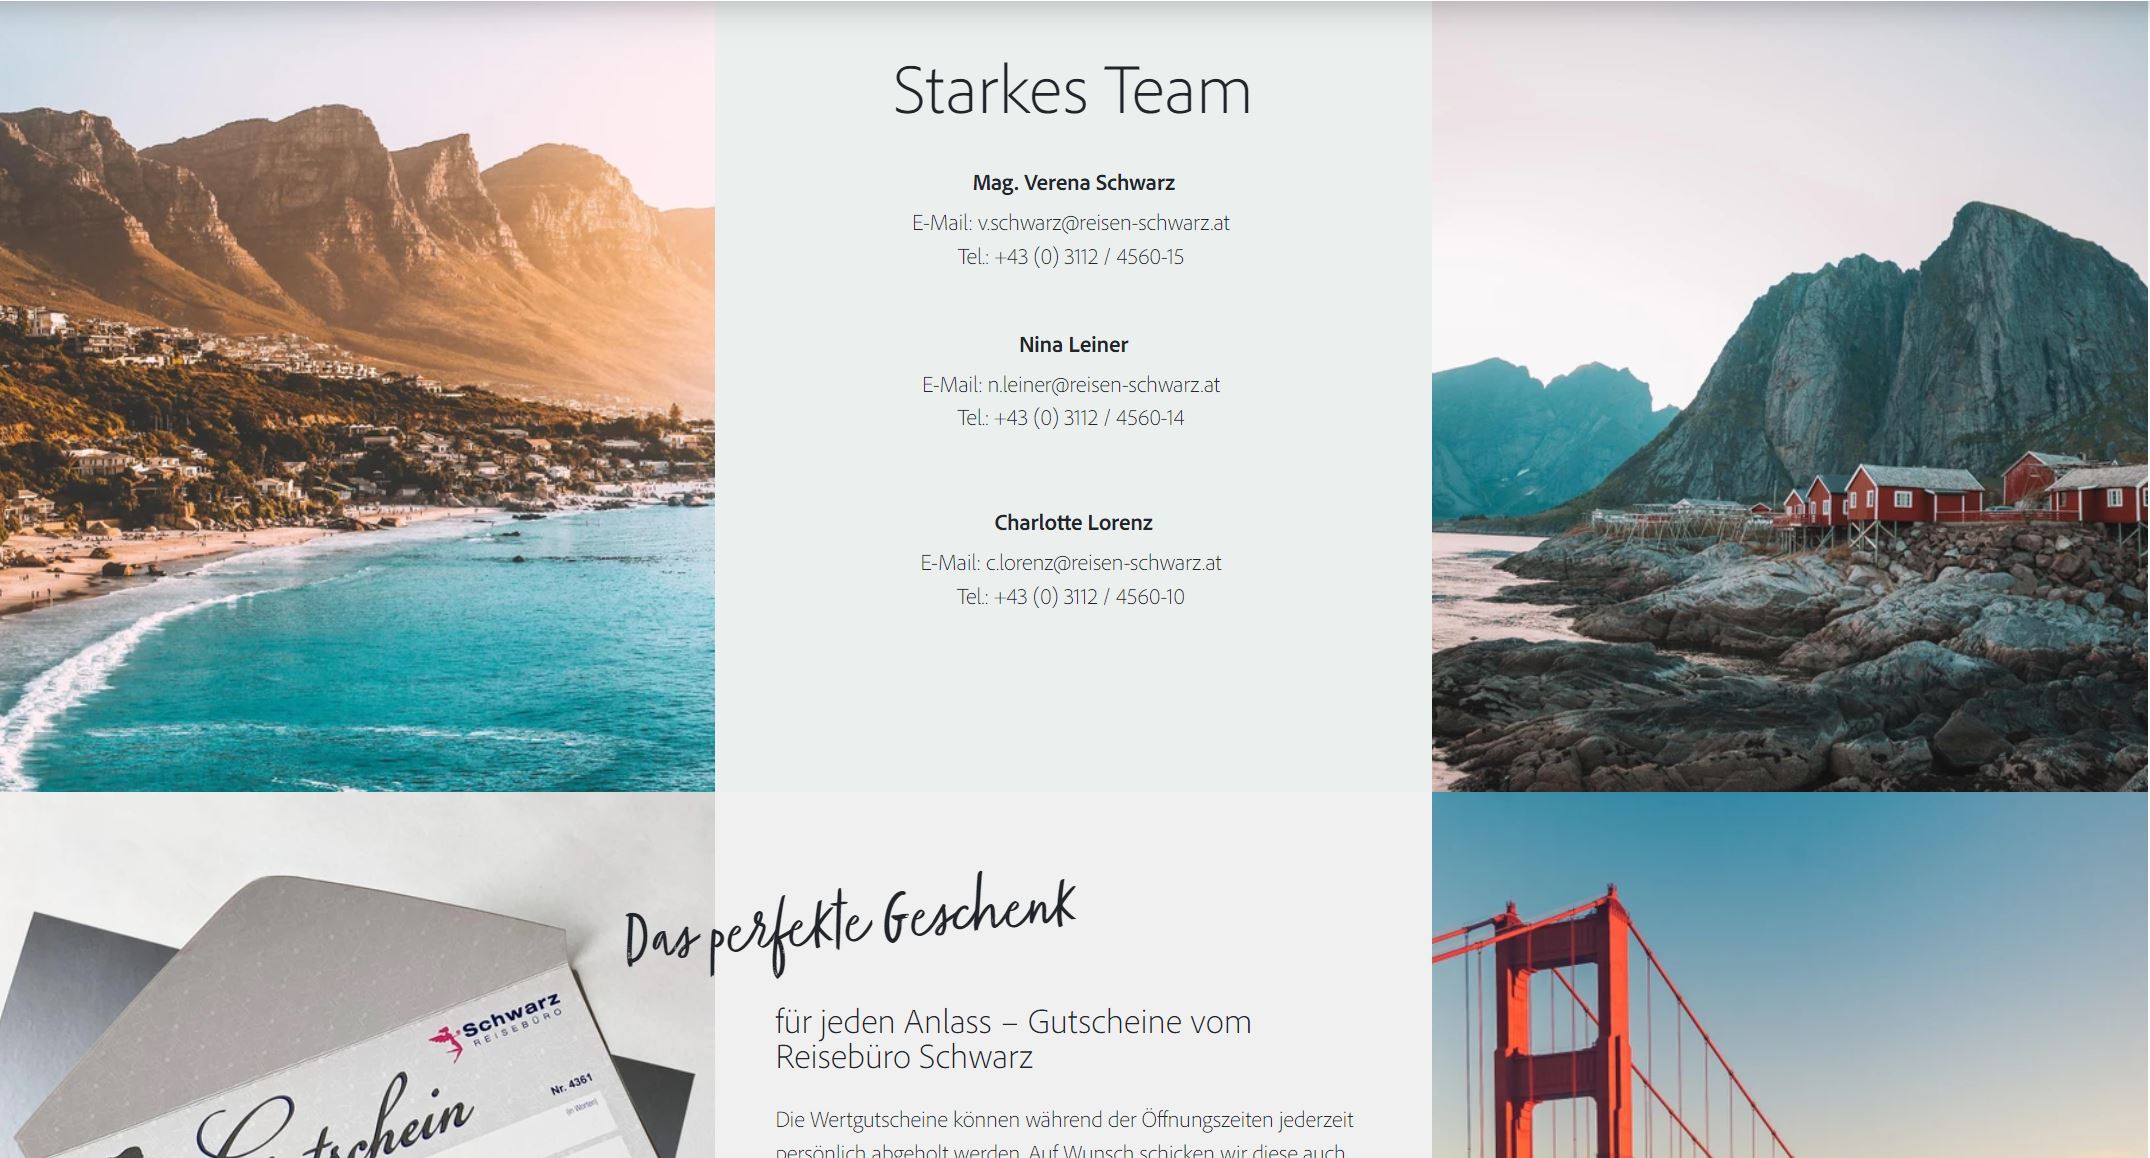 Starkes Team
Mag. Verena Schwarz
E-Mail: v.schwarz@reisen-schwarz.at
Tel.: +43 (0) 3112 / 4560-15
Nina Leiner
E-Mail: n.leiner@reisen-schwarz.at
Tel.: +43 (0) 3112 / 4560-14
Charlotte Lorenz
E-Mail: c.lorenz@reisen-schwarz.at
Tel.: +43 (0) 3112 / 4560-10
Das perfekte Geschenk
für jeden Anlass – Gutscheine vom
Reisebüro Schwarz
Die Wertgutscheine können während der Öffnungszeiten jederzeit
persönlich abgeholt werden. Auf Wunsch schicken wir diese auch
Schwarz
REISEBÜRO
Nr. 4361
(in Worten)
Gutschein